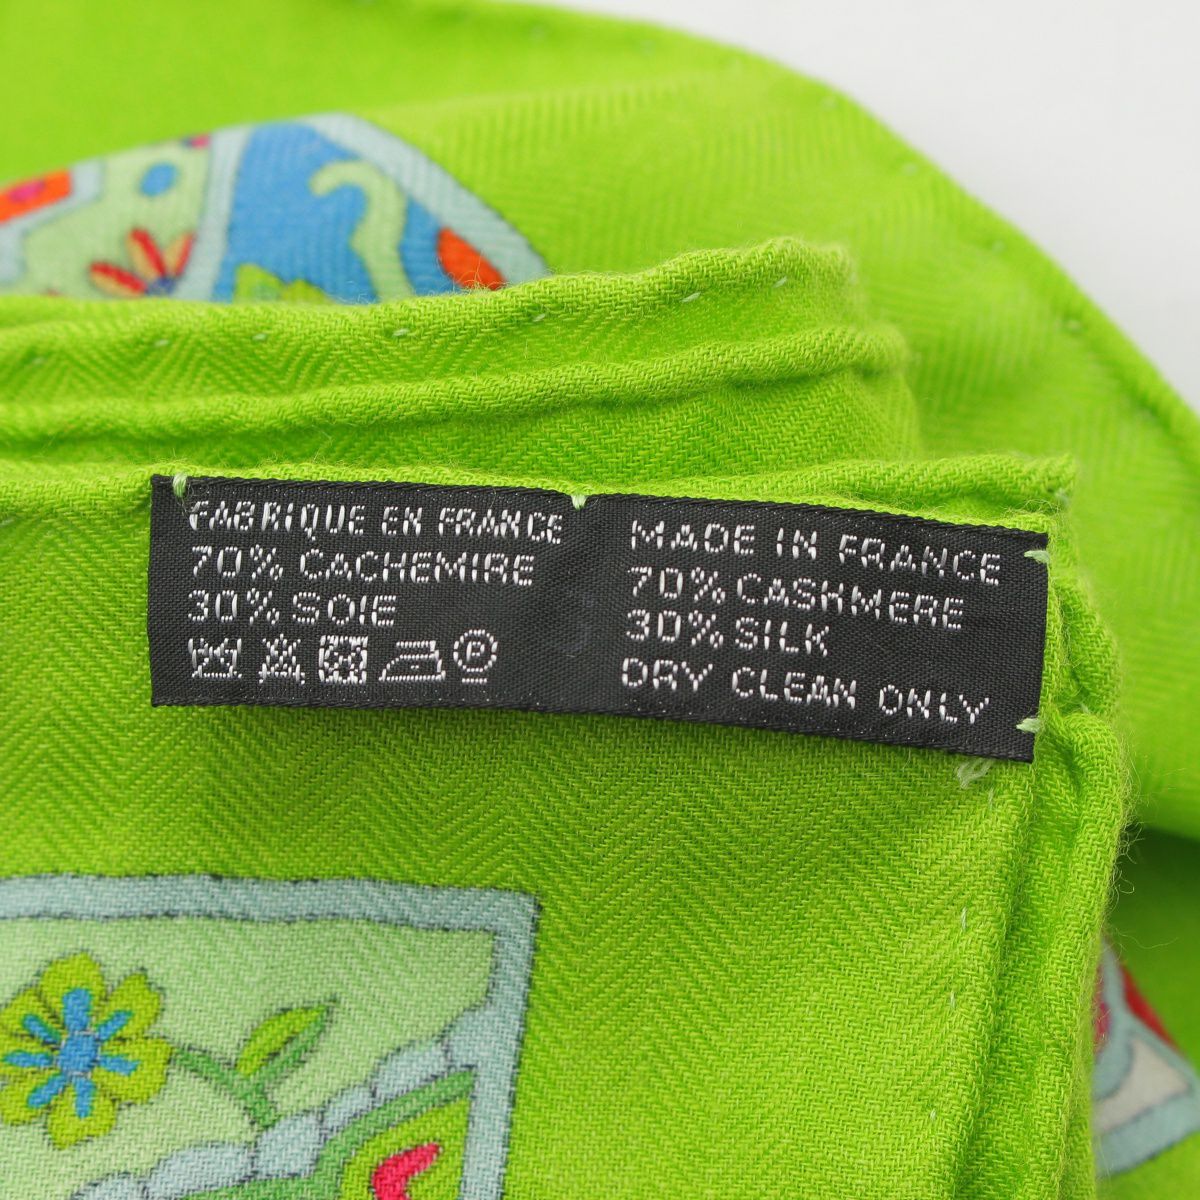 FABRIQUE EN FRANCE
70% CACHEMIRE
30% SOIE
P
MADE IN FRANCE
70% CASHMERE
30% SILK
DRY CLEAN ONLY